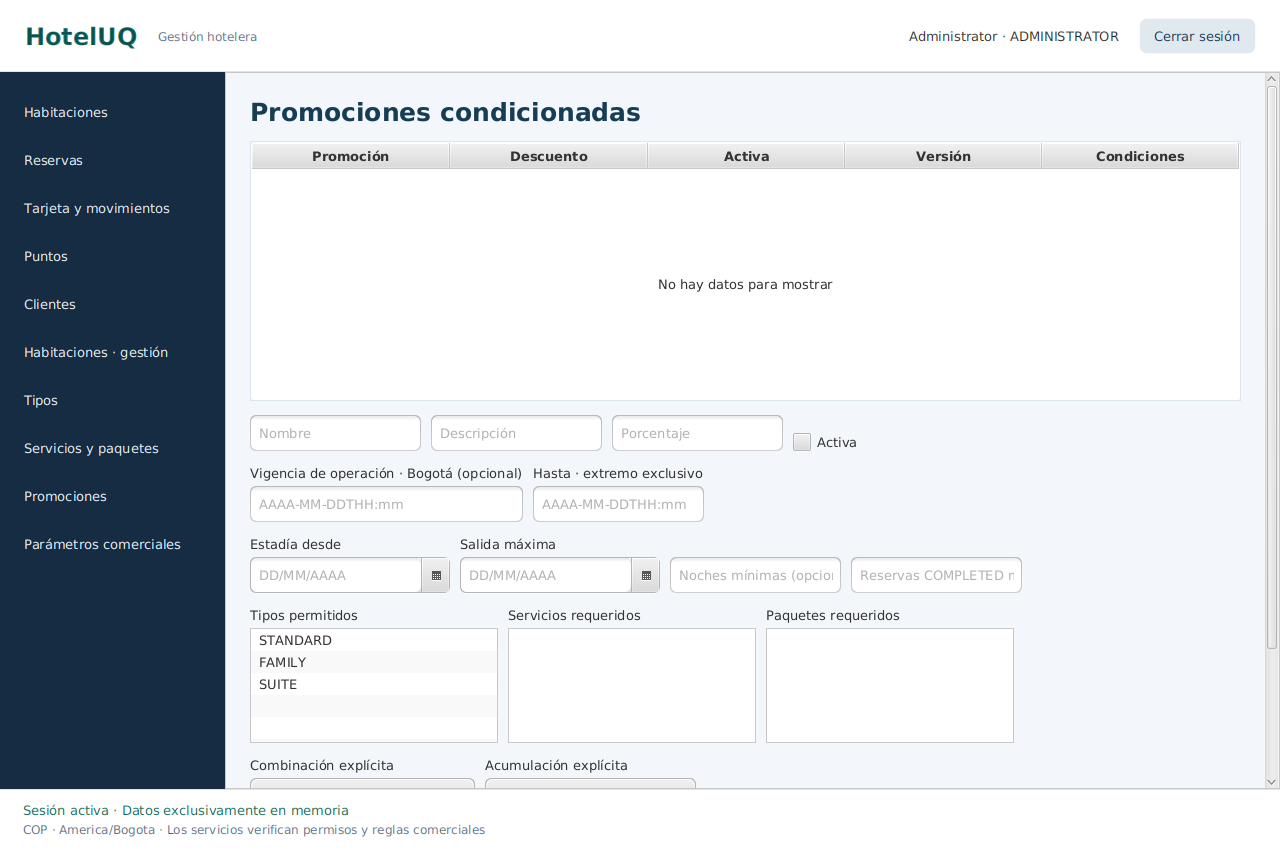 HotelUQ
Gestión hotelera
Administrator · ADMINISTRATOR
Cerrar sesión
Habitaciones
Reservas
Tarjeta y movimientos
Puntos
Clientes
Habitaciones · gestión
Tipos
Servicios y paquetes
Promociones
Parámetros comerciales
Promociones condicionadas
Promoción Descuento Activa Versión Condiciones
No hay datos para mostrar
Nombre Descripción Porcentaje Activa
Vigencia de operación · Bogotá (opcional) Hasta · extremo exclusivo
AAAA-MM-DDTHH:mm AAAA-MM-DDTHH:mm
Estadía desde Salida máxima
DD/MM/AAAA DD/MM/AAAA Noches mínimas (opcion Reservas COMPLETED m
Tipos permitidos Servicios requeridos Paquetes requeridos
STANDARD
FAMILY
SUITE
Combinación explícita Acumulación explícita
Sesión activa · Datos exclusivamente en memoria
COP · America/Bogota · Los servicios verifican permisos y reglas comerciales